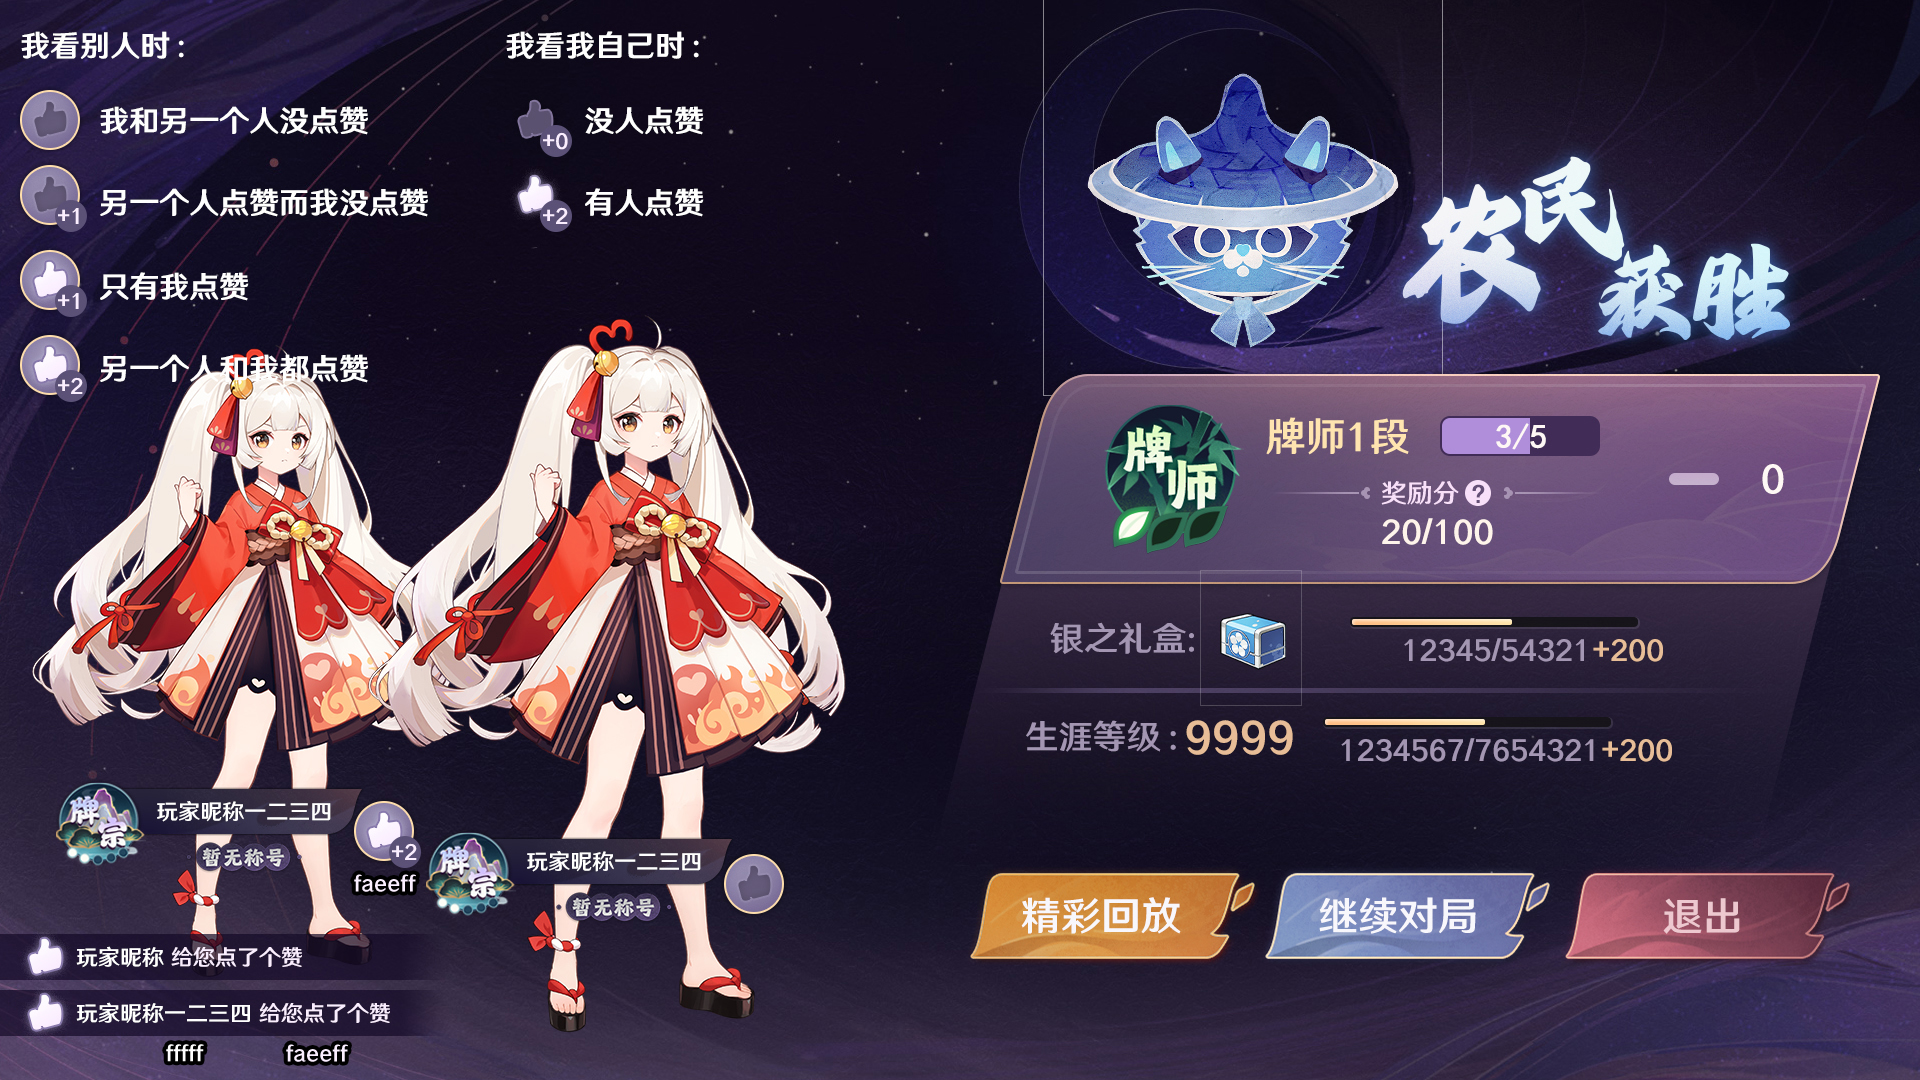 我看别人时：
我和另一个人没点赞
+1 另一个人点赞而我没点赞
+1 只有我点赞
+2 另一个人和我都点赞
我看我自己时：
+0 没人点赞
+2 有人点赞
农民获胜
牌师
牌师1段 3/5
奖励分 ?
20/100
0
银之礼盒:
12345/54321+200
生涯等级：9999
1234567/7654321+200
牌宗
玩家昵称一二三四
暂无称号
+2
faeeff
牌宗
玩家昵称一二三四
暂无称号
精彩回放
继续对局
退出
玩家昵称 给您点了个赞
玩家昵称一二三四 给您点了个赞
fffff
faeeff